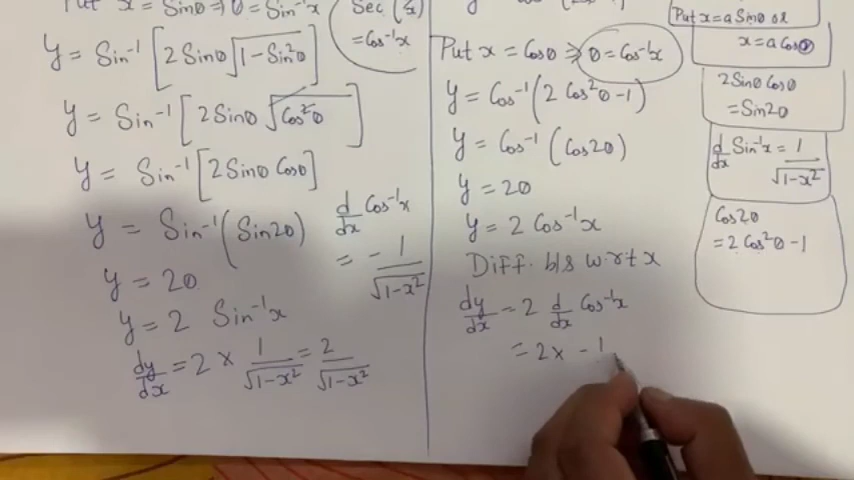 Put x = Sinθ ⇒ θ = Sin⁻¹x
Y = Sin⁻¹[2 Sinθ √(1-Sin²θ)]
Y = Sin⁻¹[2 Sinθ √(Cos²θ)]
Y = Sin⁻¹[2 Sinθ Cosθ]
Y = Sin⁻¹(Sin2θ)
Y = 2θ
Y = 2 Sin⁻¹x
dy/dx = 2 × 1/√(1-x²) = 2/√(1-x²)
= Cos⁻¹x
d/dx Cos⁻¹x
= - 1/√(1-x²)
Put x = Cosθ ⇒ θ = Cos⁻¹x
Y = Cos⁻¹(2 Cos²θ-1)
Y = Cos⁻¹(Cos2θ)
Y = 2θ
Y = 2 Cos⁻¹x
Diff. b/s w.r.t x
dy/dx = 2 d/dx Cos⁻¹x
= 2x - 1
Put x = a Sinθ or
x = a Cosθ
2 Sinθ Cosθ
= Sin2θ
d/dx Sin⁻¹x = 1/√(1-x²)
Cos2θ
= 2 Cos²θ - 1